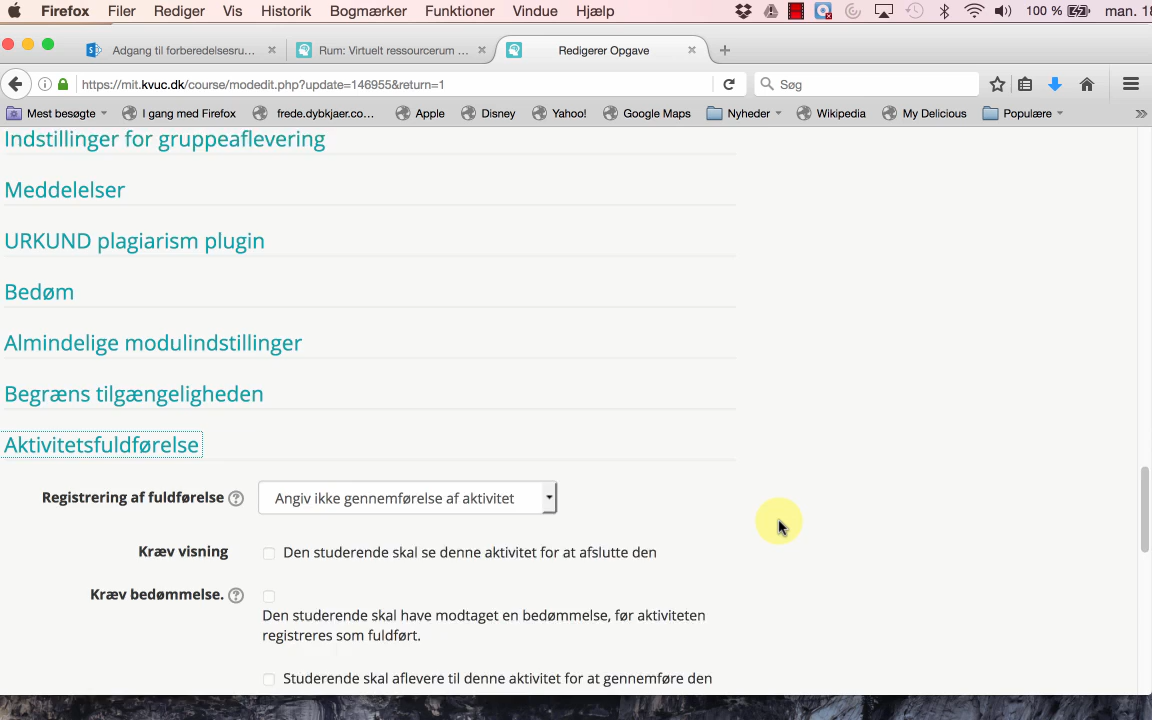 Firefox Filer Rediger Vis Historik Bogmærker Funktioner Vindue Hjælp 100 % man. 18
Adgang til forberedelsesru... Rum: Virtuelt ressourcerum ... Redigerer Opgave
https://mit.kvuc.dk/course/modedit.php?update=146955&return=1 Søg
Mest besøgte I gang med Firefox frede.dybkjaer.co... Apple Disney Yahoo! Google Maps Nyheder Wikipedia My Delicious Populære
Indstillinger for gruppeaflevering
Meddelelser
URKUND plagiarism plugin
Bedøm
Almindelige modulindstillinger
Begræns tilgængeligheden
Aktivitetsfuldførelse
Registrering af fuldførelse Angiv ikke gennemførelse af aktivitet
Kræv visning Den studerende skal se denne aktivitet for at afslutte den
Kræv bedømmelse.
Den studerende skal have modtaget en bedømmelse, før aktiviteten
registreres som fuldført.
Studerende skal aflevere til denne aktivitet for at gennemføre den